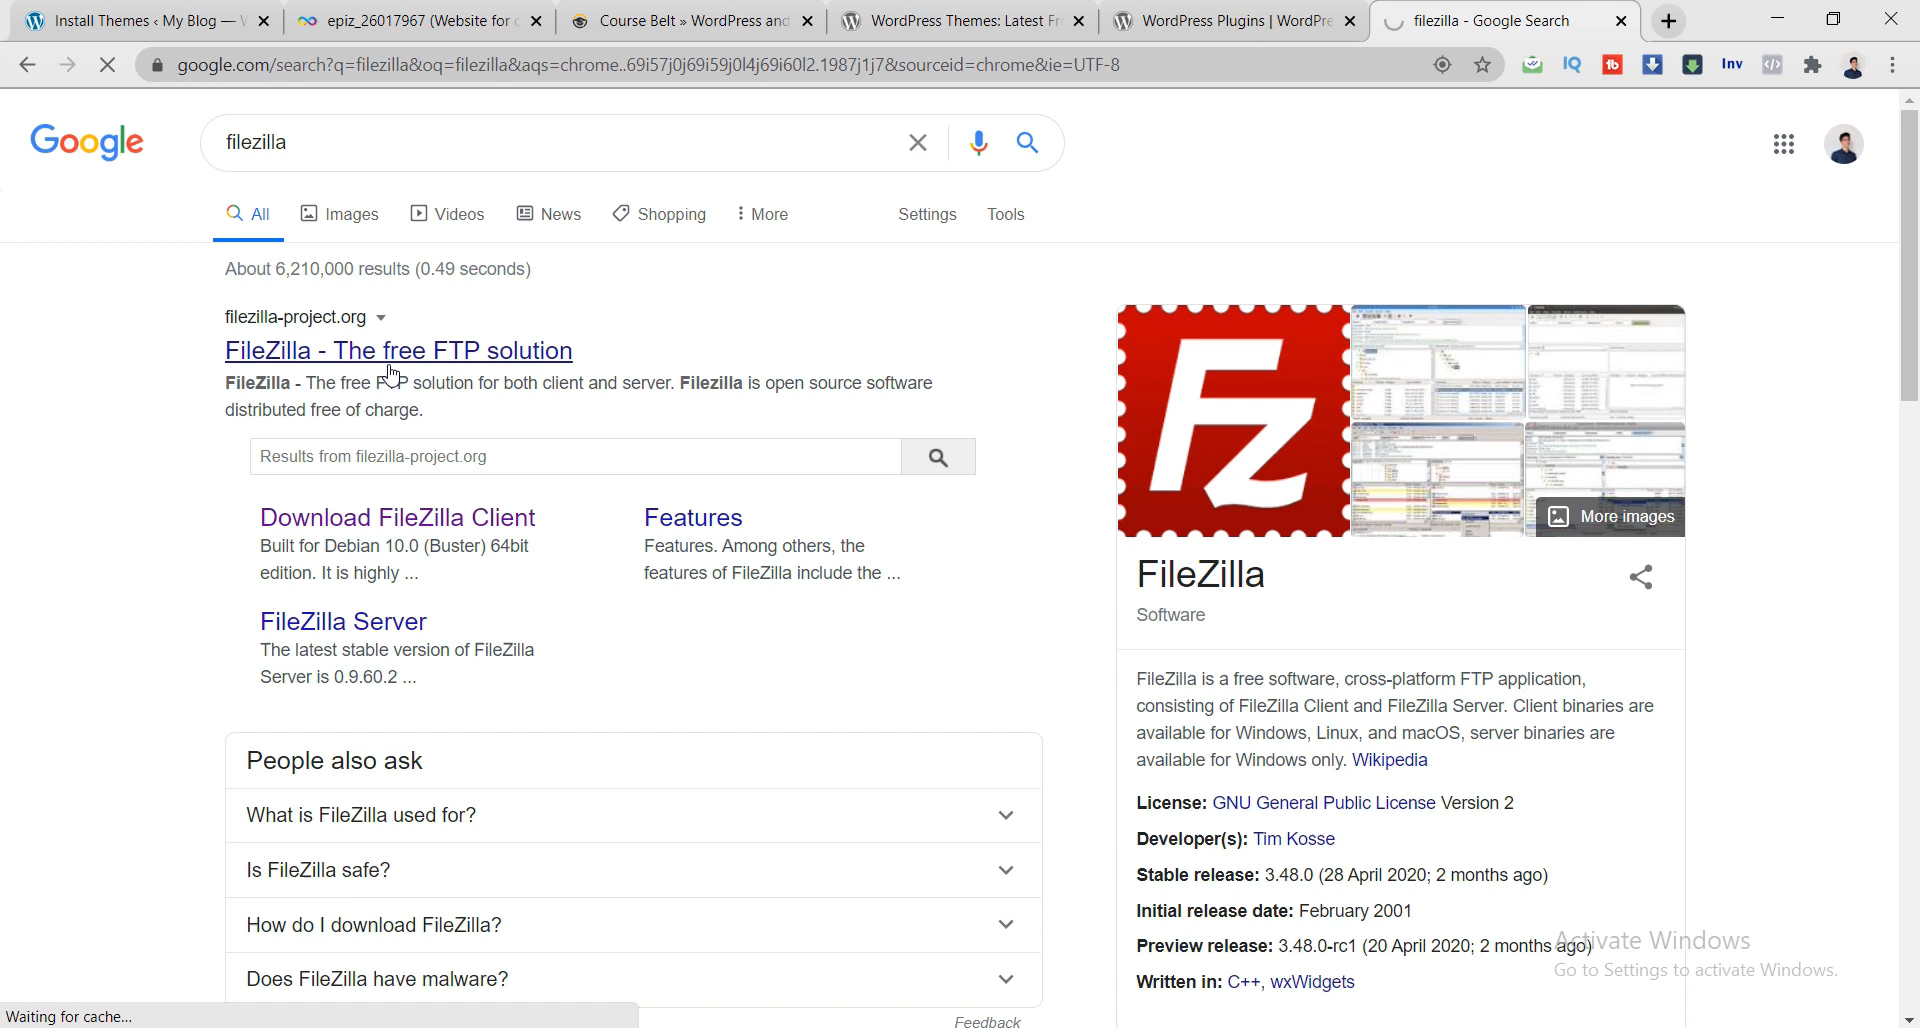 Install Themes ‹ My Blog —
epiz_26017967 (Website for
Course Belt » WordPress and
WordPress Themes: Latest Fr
WordPress Plugins | WordPre
filezilla - Google Search
google.com/search?q=filezilla&oq=filezilla&aqs=chrome..69i57j0j69i59j0l4j69i60l2.1987j1j7&sourceid=chrome&ie=UTF-8
IQ
tb
Inv
Google
filezilla
All
Images
Videos
News
Shopping
More
Settings
Tools
About 6,210,000 results (0.49 seconds)
filezilla-project.org
FileZilla - The free FTP solution
FileZilla - The free FTP solution for both client and server. Filezilla is open source software
distributed free of charge.
Results from filezilla-project.org
Download FileZilla Client
Built for Debian 10.0 (Buster) 64bit
edition. It is highly ...
Features
Features. Among others, the
features of FileZilla include the ...
FileZilla Server
The latest stable version of FileZilla
Server is 0.9.60.2 ...
People also ask
What is FileZilla used for?
Is FileZilla safe?
How do I download FileZilla?
Does FileZilla have malware?
Feedback
Waiting for cache...
Fz
More images
FileZilla
Software
FileZilla is a free software, cross-platform FTP application,
consisting of FileZilla Client and FileZilla Server. Client binaries are
available for Windows, Linux, and macOS, server binaries are
available for Windows only. Wikipedia
License: GNU General Public License Version 2
Developer(s): Tim Kosse
Stable release: 3.48.0 (28 April 2020; 2 months ago)
Initial release date: February 2001
Preview release: 3.48.0-rc1 (20 April 2020; 2 months ago)
Written in: C++, wxWidgets
Activate Windows
Go to Settings to activate Windows.